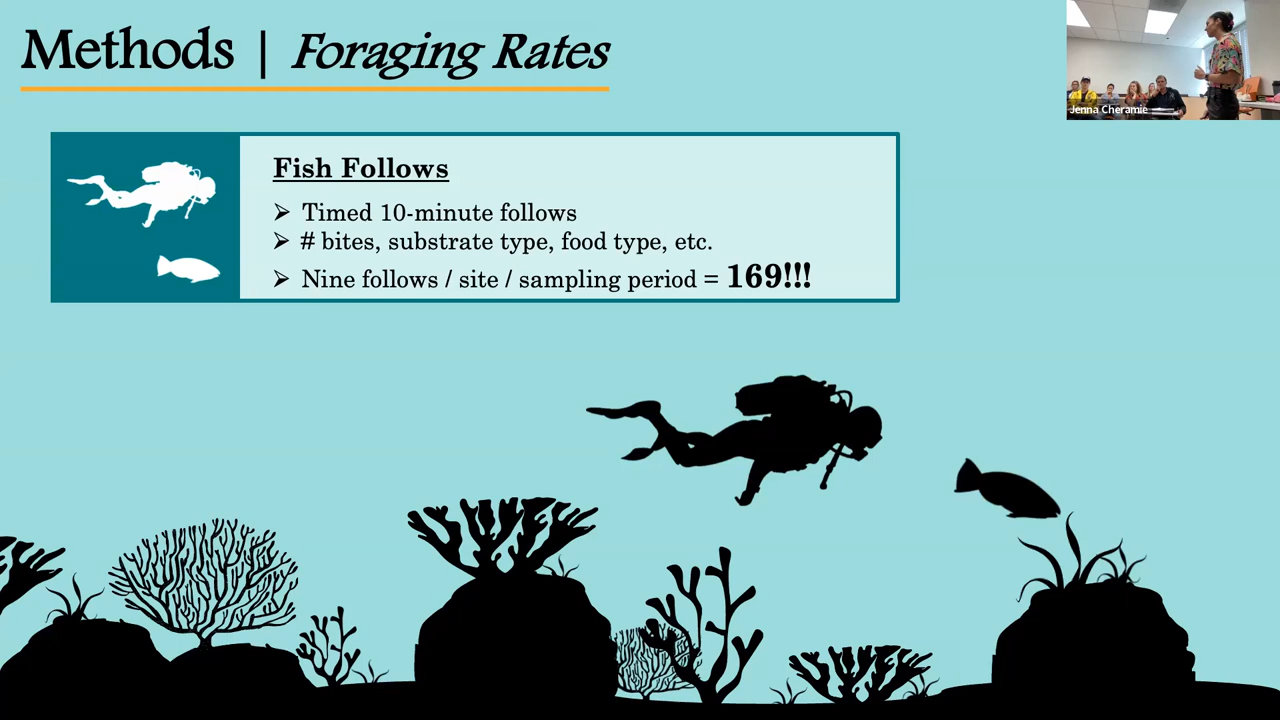 Methods | Foraging Rates
Jenna Cheramie
Fish Follows
➢ Timed 10-minute follows
➢ # bites, substrate type, food type, etc.
➢ Nine follows / site / sampling period = 169!!!